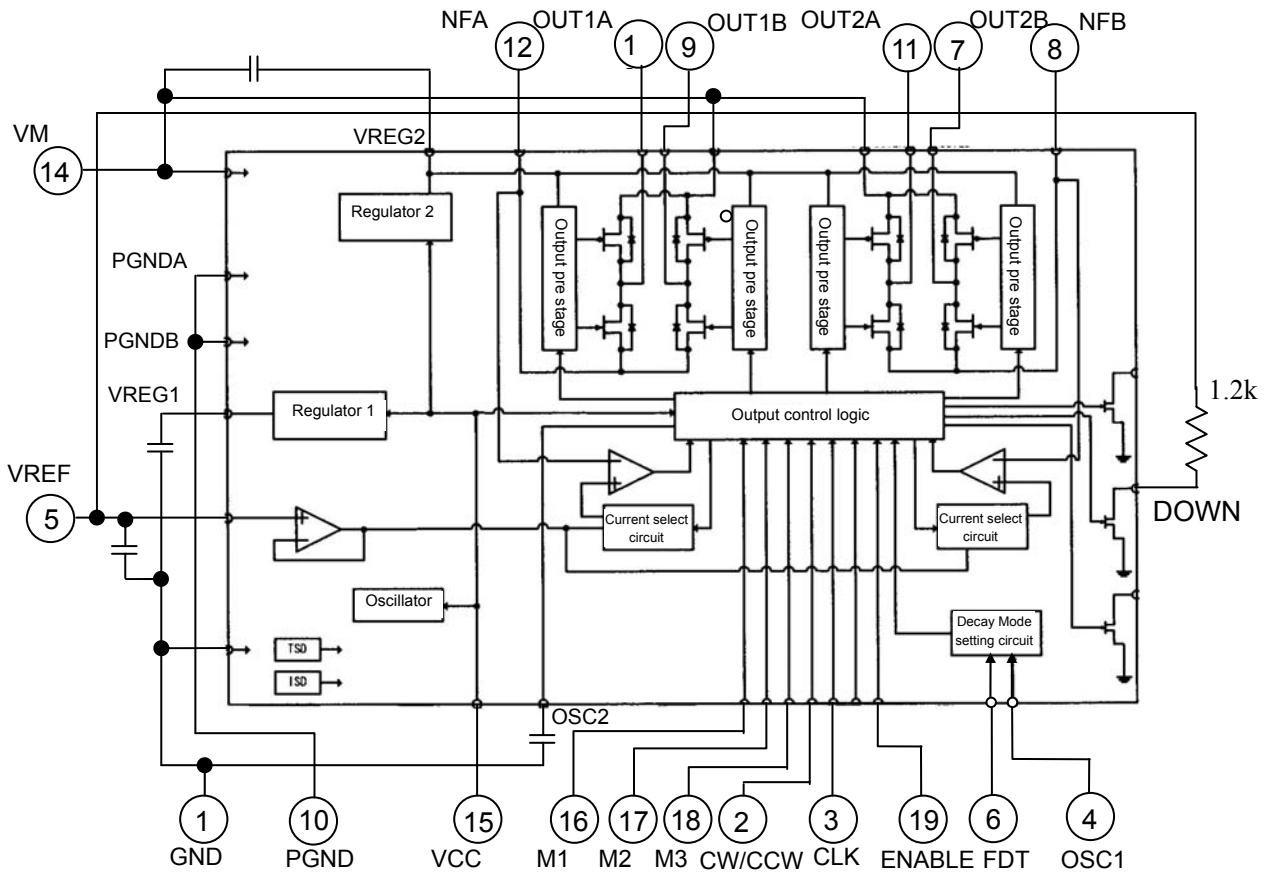 NFA OUT1A OUT1B OUT2A OUT2B NFB
12 1 9 11 7 8
VM
14
VREG2
Regulator 2
Output pre stage
Output pre stage
Output pre stage
Output pre stage
PGNDA
PGNDB
VREG1
Regulator 1
Output control logic
1.2k
VREF
5
+
+
+
Current select
circuit
Current select
circuit
DOWN
Oscillator
Decay Mode
setting circuit
TSD
ISD
OSC2
1 10 15 16 17 18 2 3 19 6 4
GND PGND VCC M1 M2 M3 CW/CCW CLK ENABLE FDT OSC1